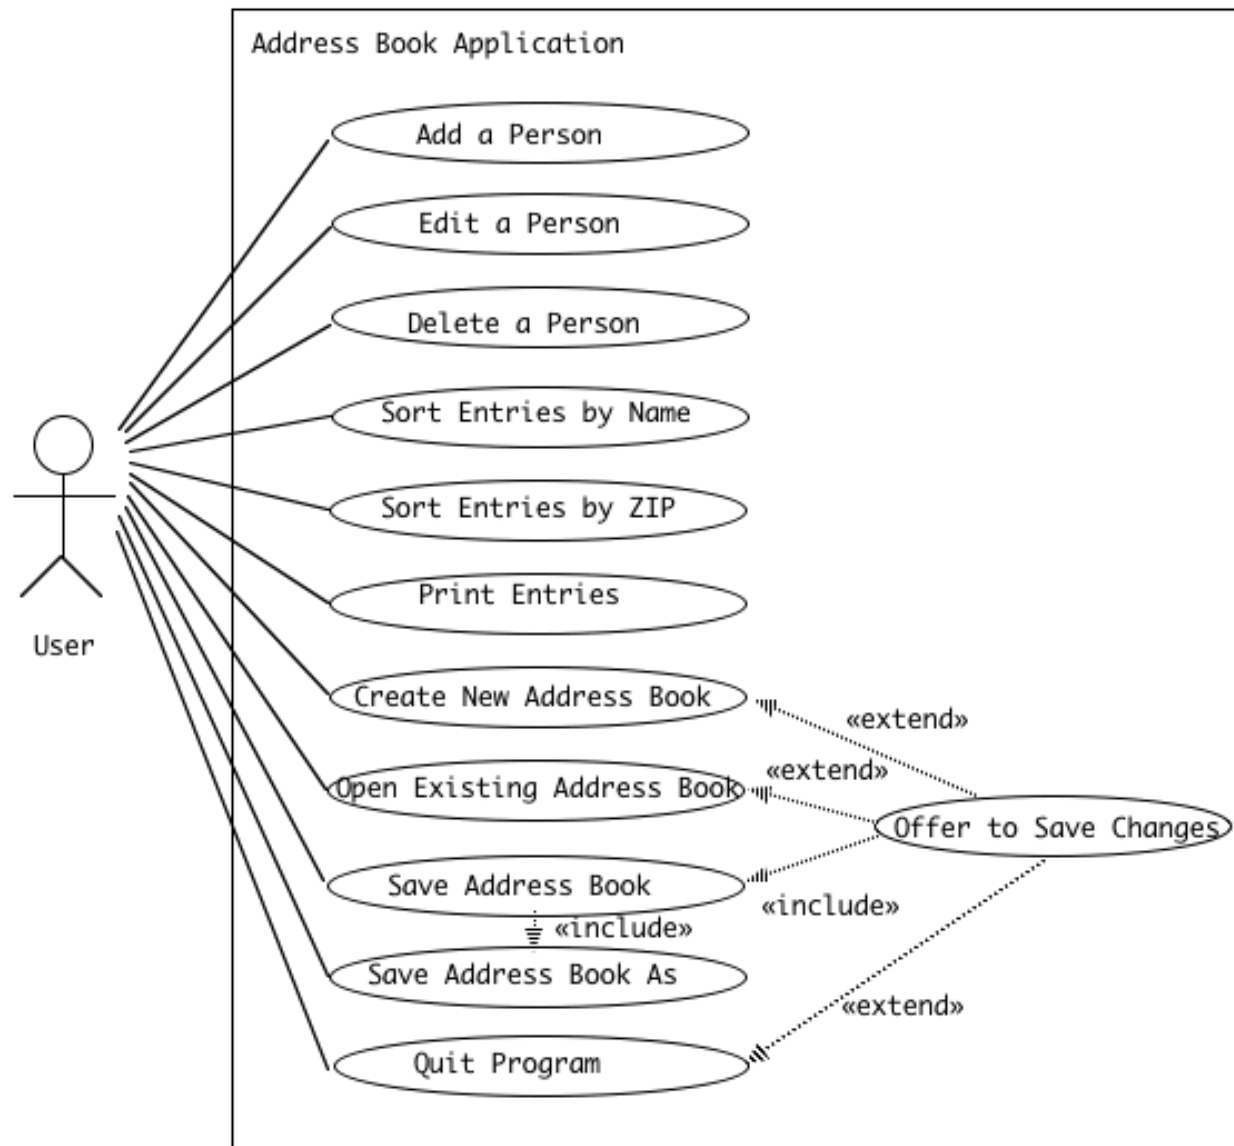 Address Book Application
Add a Person
Edit a Person
Delete a Person
Sort Entries by Name
Sort Entries by ZIP
Print Entries
User
Create New Address Book
«extend»
«extend»
Open Existing Address Book
Offer to Save Changes
Save Address Book
«include»
«include»
Save Address Book As
«extend»
Quit Program